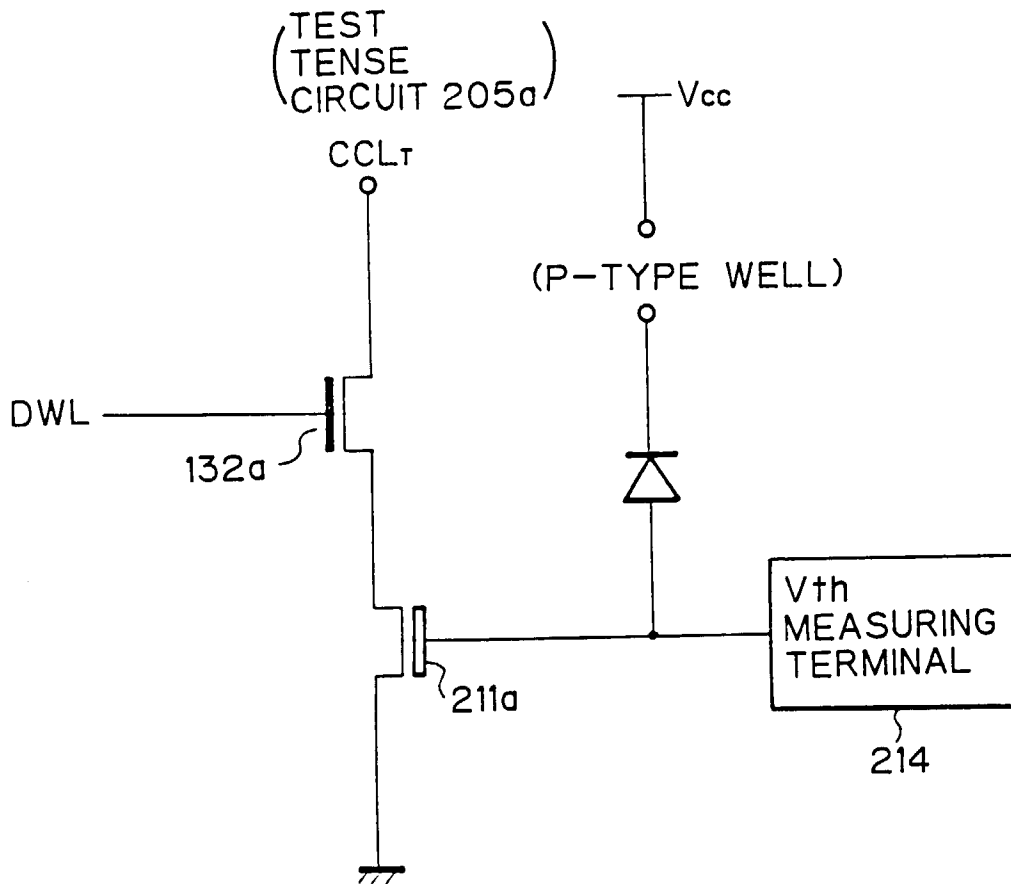 (TEST
TENSE
CIRCUIT 205a)
CCLT
Vcc
(P-TYPE WELL)
DWL
132a
211a
Vth
MEASURING
TERMINAL
214